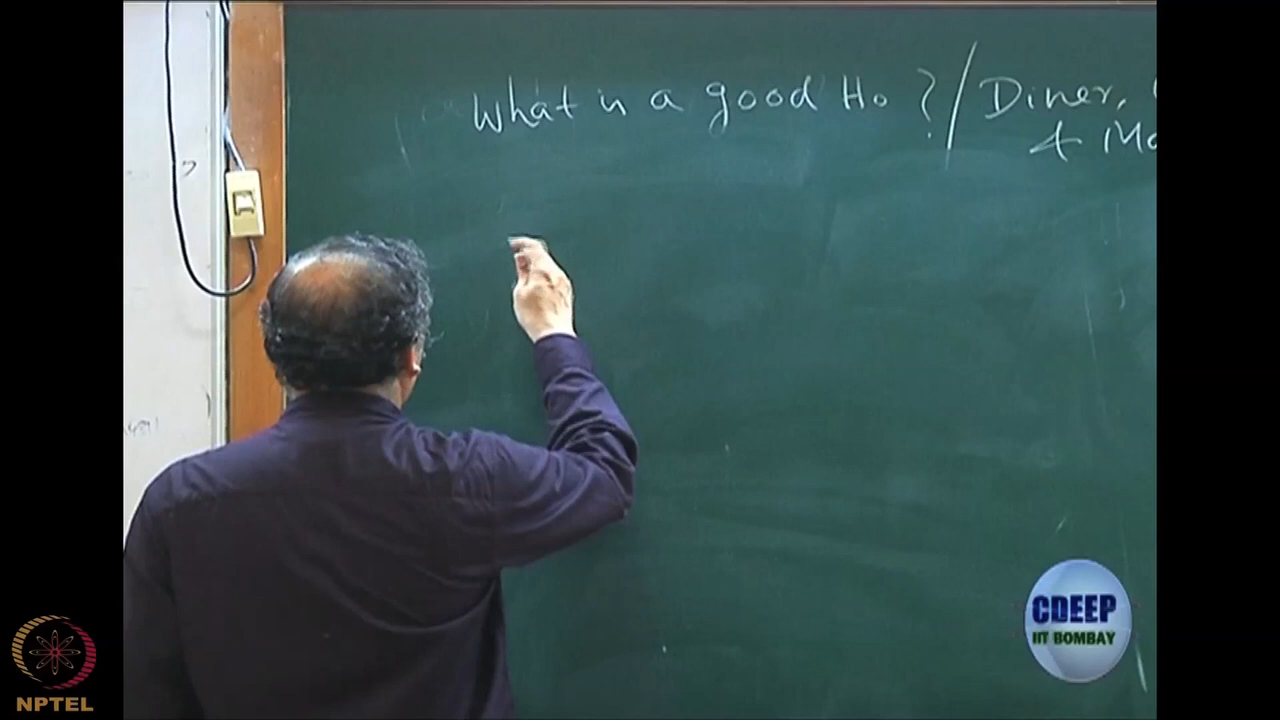 What is a good Ho ? / Diner,
&
CDEEP
IIT BOMBAY
NPTEL